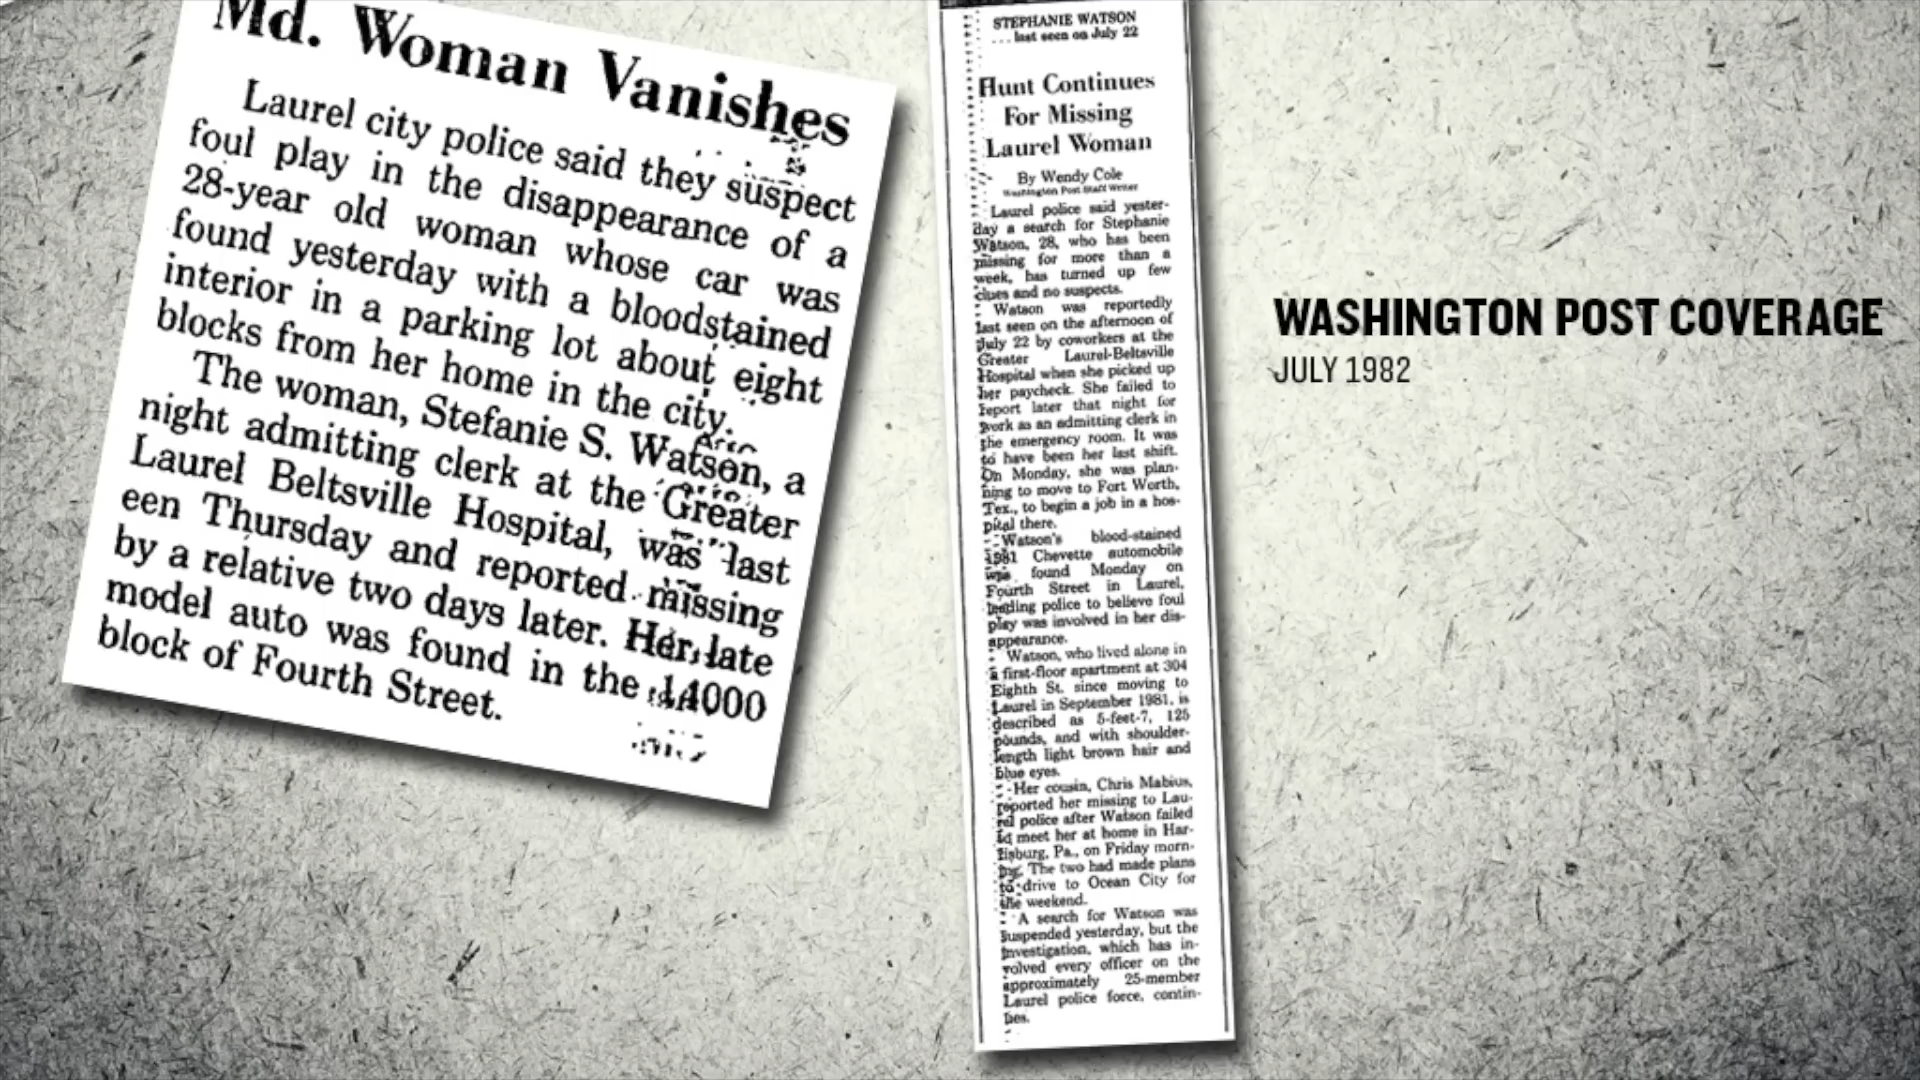 Md. Woman Vanishes
Laurel city police said they suspect
foul play in the disappearance of a
28-year old woman whose car was
found yesterday with a bloodstained
interior in a parking lot about eight
blocks from her home in the city.
The woman, Stefanie S. Watson, a
night admitting clerk at the Greater
Laurel Beltsville Hospital, was last
een Thursday and reported missing
by a relative two days later. Her late
model auto was found in the 14000
block of Fourth Street.
STEPHANIE WATSON
... last seen on July 22
Hunt Continues
For Missing
Laurel Woman
By Wendy Cole
Washington Post Staff Writer
Laurel police said yester-
day a search for Stephanie
Watson, 28, who has been
missing for more than a
week, has turned up few
clues and no suspects.
Watson was reportedly
last seen on the afternoon of
July 22 by coworkers at the
Greater Laurel-Beltsville
Hospital when she picked up
her paycheck. She failed to
report later that night for
work as an admitting clerk in
the emergency room. It was
to have been her last shift.
On Monday, she was plan-
ning to move to Fort Worth,
Tex., to begin a job in a hos-
pital there.
Watson's blood-stained
1981 Chevette automobile
was found Monday on
Fourth Street in Laurel,
leading police to believe foul
play was involved in her dis-
appearance.
Watson, who lived alone in
a first-floor apartment at 304
Eighth St. since moving to
Laurel in September 1981, is
described as 5-feet-7, 125
pounds, and with shoulder-
length light brown hair and
blue eyes.
Her cousin, Chris Mabius,
reported her missing to Lau-
rel police after Watson failed
to meet her at home in Har-
risburg, Pa., on Friday morn-
ing. The two had made plans
to drive to Ocean City for
the weekend.
A search for Watson was
suspended yesterday, but the
investigation, which has in-
volved every officer on the
approximately 25-member
Laurel police force, contin-
ues.
WASHINGTON POST COVERAGE
JULY 1982